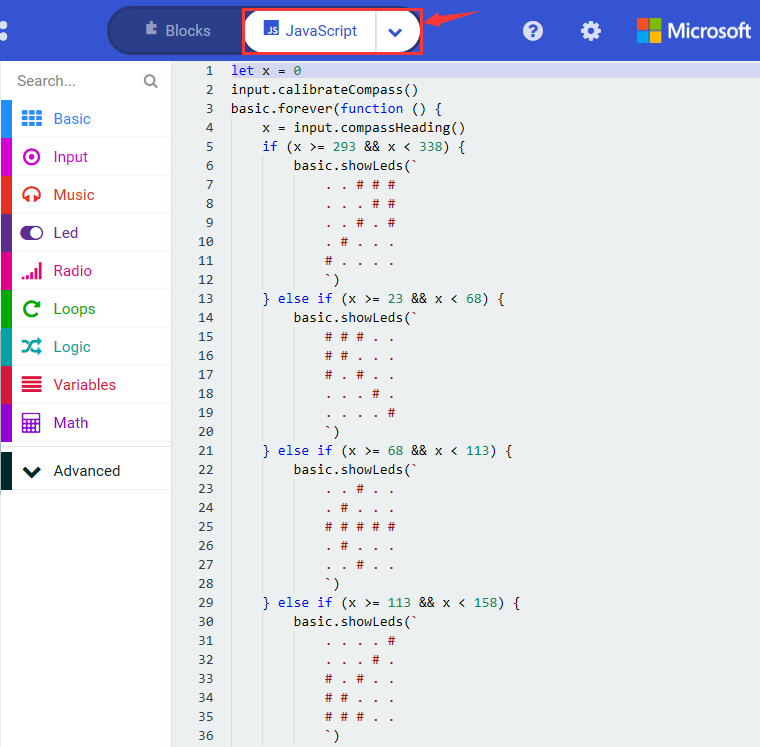 Blocks
JavaScript
Microsoft
Search...
Basic
Input
Music
Led
Radio
Loops
Logic
Variables
Math
Advanced
1 let x = 0
2 input.calibrateCompass()
3 basic.forever(function () {
4     x = input.compassHeading()
5     if (x >= 293 && x < 338) {
6         basic.showLeds(`
7             . . # # #
8             . . . # #
9             . . # . #
10             . # . . .
11             # . . . .
12             `)
13     } else if (x >= 23 && x < 68) {
14         basic.showLeds(`
15             # # # . .
16             # # . . .
17             # . # . .
18             . . . # .
19             . . . . #
20             `)
21     } else if (x >= 68 && x < 113) {
22         basic.showLeds(`
23             . . # . .
24             . # . . .
25             # # # # #
26             . # . . .
27             . . # . .
28             `)
29     } else if (x >= 113 && x < 158) {
30         basic.showLeds(`
31             . . . . #
32             . . . # .
33             # . # . .
34             # # . . .
35             # # # . .
36             `)